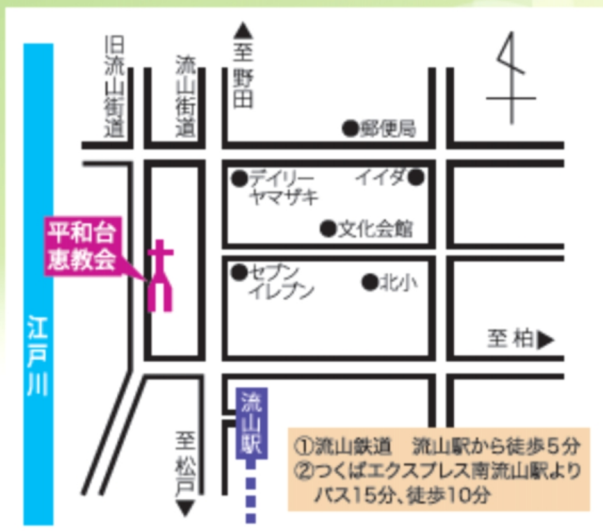 旧流山街道
流山街道
至野田
郵便局
デイリー
ヤマザキ
イイダ
文化会館
平和台
恵教会
セブン
イレブン
北小
至柏
江戸川
流山駅
至松戸
①流山鉄道　流山駅から徒歩5分
②つくばエクスプレス南流山駅より
バス15分、徒歩10分